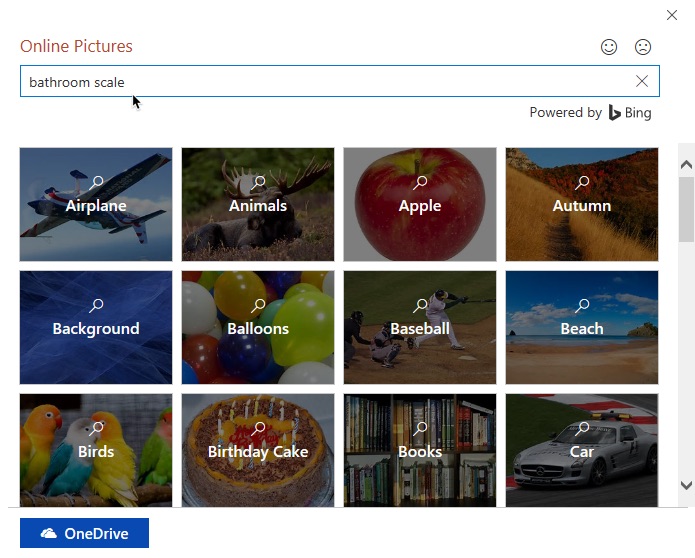 Online Pictures
bathroom scale
Powered by Bing
Airplane
Animals
Apple
Autumn
Background
Balloons
Baseball
Beach
Birds
Birthday Cake
Books
Car
OneDrive